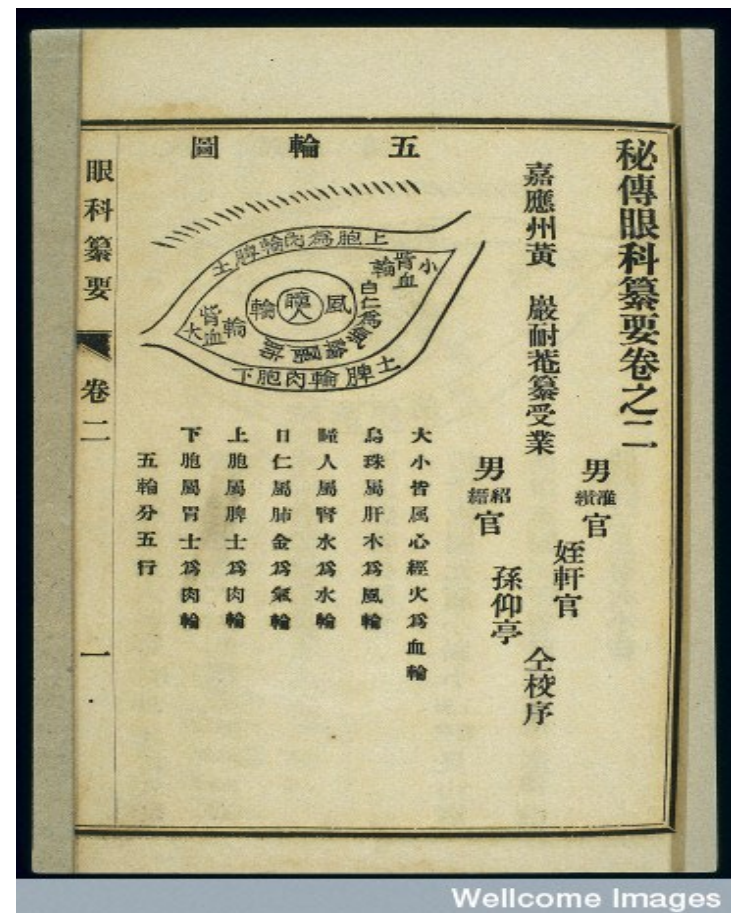 秘傳眼科纂要卷之二
嘉應州黃 巖耐菴纂受業
男
官
姪軒官
男紹縉官
孫仰亭
仝校序
五輪圖
上胞為肉輪脾土
小眥血輪
白仁為
風輪
瞳人
大眥血輪
下胞肉輪脾土
大小眥屬心經火為血輪
烏珠屬肝木為風輪
瞳人屬腎水為水輪
白仁屬肺金為氣輪
上胞屬脾土為肉輪
下胞屬胃土為肉輪
五輪分五行
眼科纂要
卷二
一
Wellcome Images